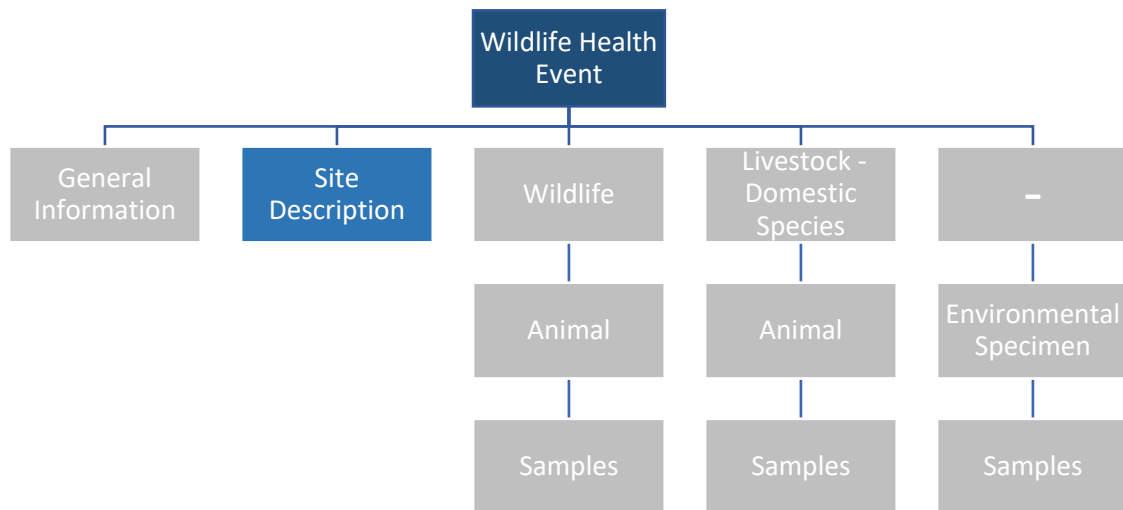 Wildlife Health
Event
General
Information
Site
Description
Wildlife
Livestock -
Domestic
Species
–
Animal
Animal
Environmental
Specimen
Samples
Samples
Samples